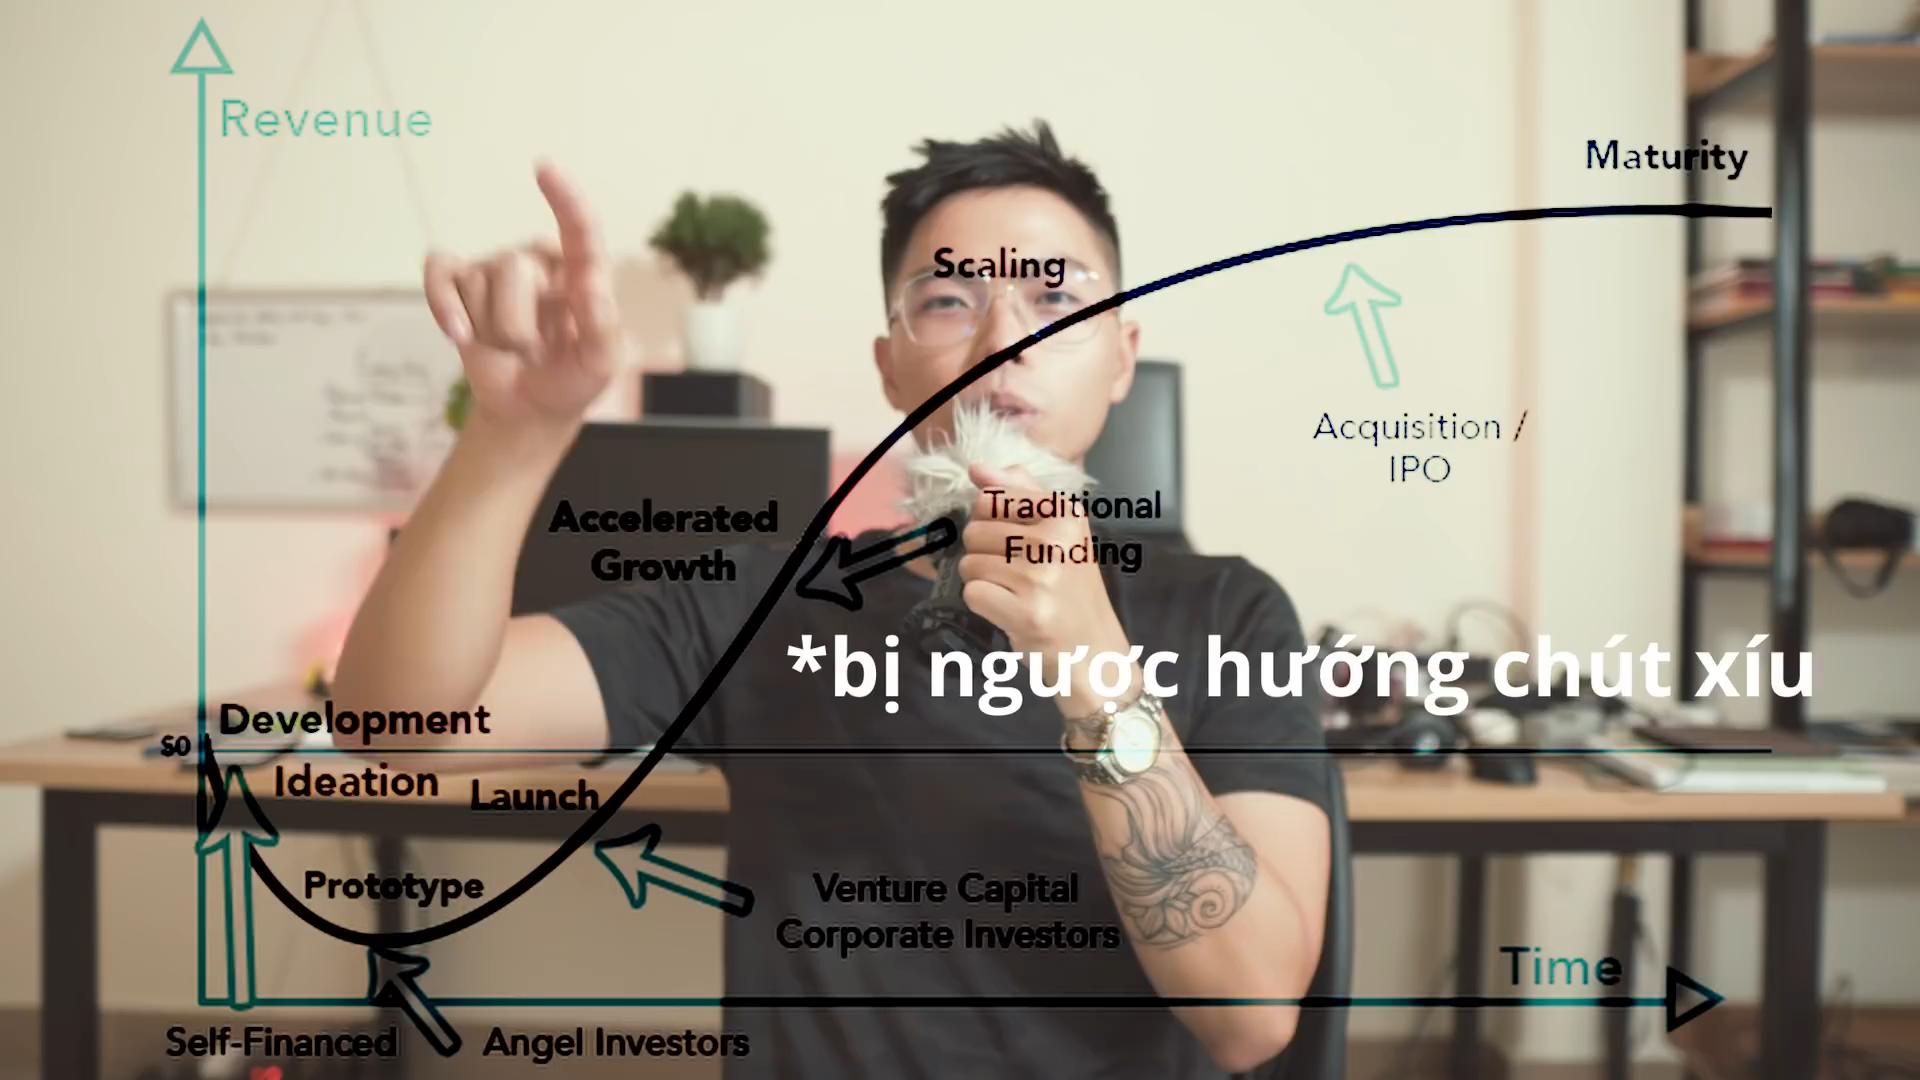 Revenue
Maturity
Scaling
Acquisition /
IPO
Accelerated
Growth
Traditional
Funding
*bị ngược hướng chút xíu
Development
$0
Ideation
Launch
Prototype
Venture Capital
Corporate Investors
Time
Self-Financed
Angel Investors